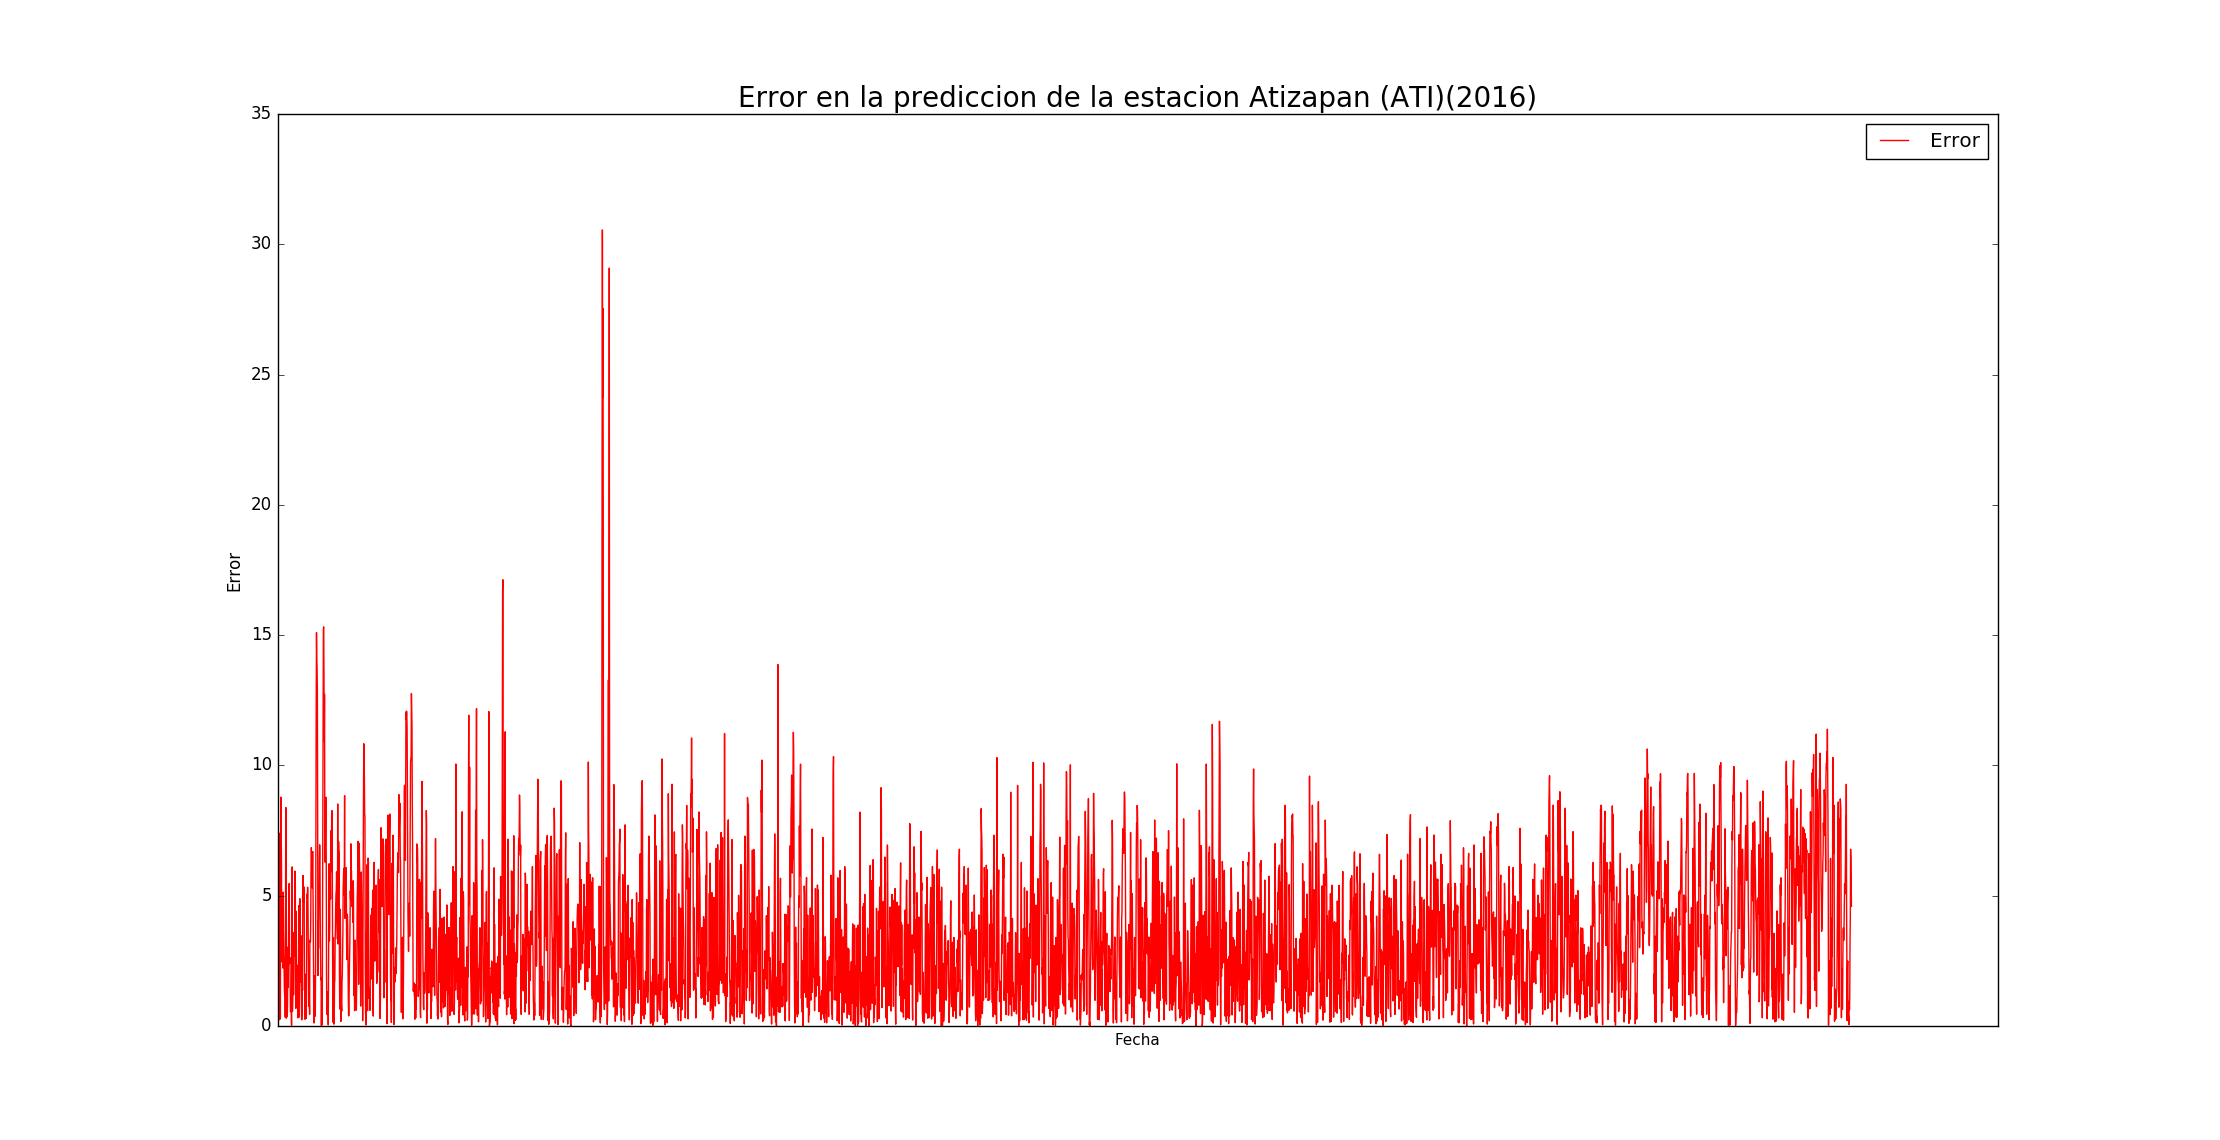 Error en la prediccion de la estacion Atizapan (ATI)(2016)
35
Error
30
25
20
15
10
5
0
Error
Fecha